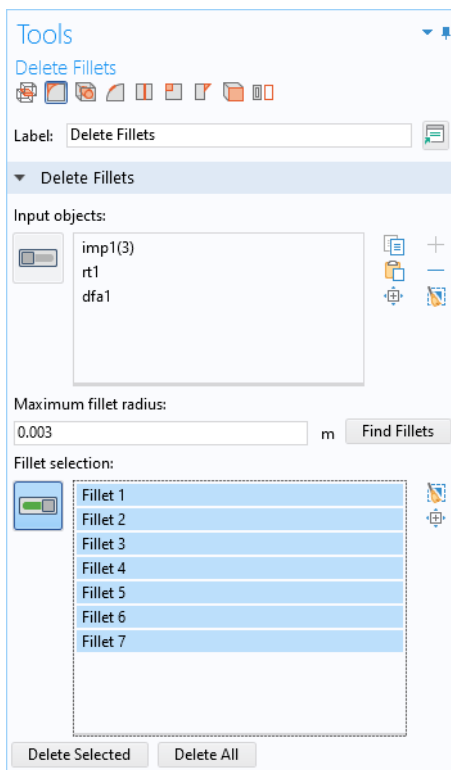 Tools
Delete Fillets
Label: Delete Fillets
Delete Fillets
Input objects:
imp1(3)
rt1
dfa1
Maximum fillet radius:
0.003 m Find Fillets
Fillet selection:
Fillet 1
Fillet 2
Fillet 3
Fillet 4
Fillet 5
Fillet 6
Fillet 7
Delete Selected Delete All